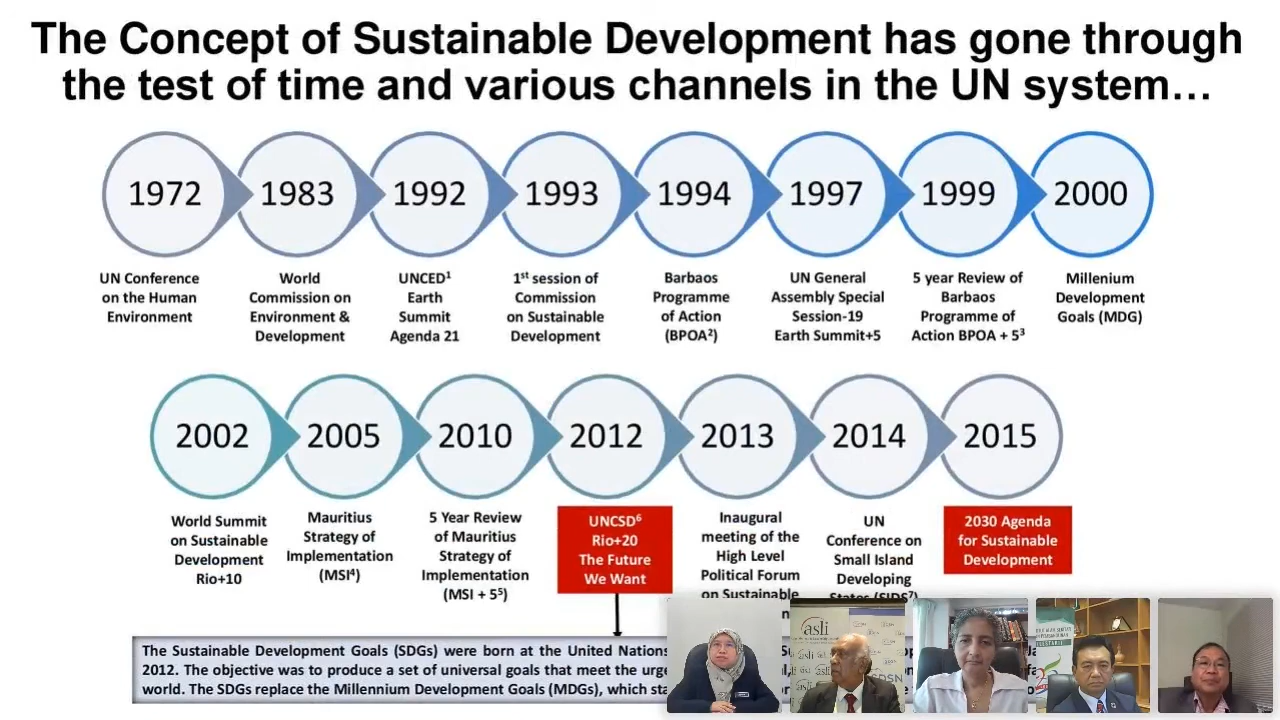 The Concept of Sustainable Development has gone through
the test of time and various channels in the UN system...
1972
1983
1992
1993
1994
1997
1999
2000
UN Conference
on the Human
Environment
World
Commission on
Environment &
Development
UNCED¹
Earth
Summit
Agenda 21
1st session of
Commission
on Sustainable
Development
Barbaos
Programme
of Action
(BPOA²)
UN General
Assembly Special
Session-19
Earth Summit+5
5 year Review of
Barbaos
Programme of
Action BPOA + 5³
Millenium
Development
Goals (MDG)
2002
2005
2010
2012
2013
2014
2015
World Summit
on Sustainable
Development
Rio+10
Mauritius
Strategy of
Implementation
(MSI⁴)
5 Year Review
of Mauritius
Strategy of
Implementation
(MSI + 5⁵)
UNCSD⁶
Rio+20
The Future
We Want
Inaugural
meeting of the
High Level
Political Forum
on Sustainable
UN
Conference on
Small Island
Developing
States (SIDS⁷)
2030 Agenda
for Sustainable
Development
The Sustainable Development Goals (SDGs) were born at the United Nations
2012. The objective was to produce a set of universal goals that meet the urge
world. The SDGs replace the Millennium Development Goals (MDGs), which sta
asli